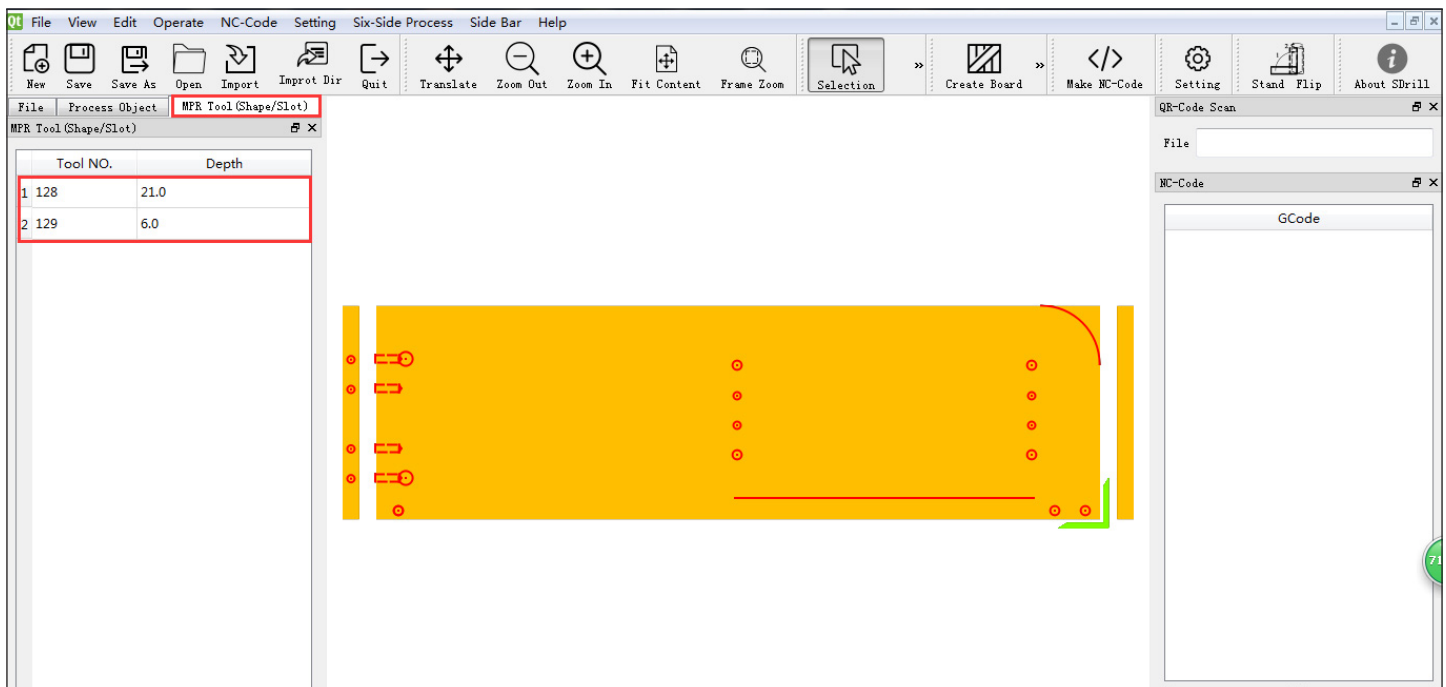 Qt File View Edit Operate NC-Code Setting Six-Side Process Side Bar Help
New Save Save As Open Import Improt Dir Quit Translate Zoom Out Zoom In Fit Content Frame Zoom Selection » Create Board » Make NC-Code Setting Stand Flip About SDrill
File Process Object MPR Tool(Shape/Slot)
MPR Tool(Shape/Slot)
Tool NO. Depth
1 128 21.0
2 129 6.0
QR-Code Scan
File
NC-Code
GCode
71